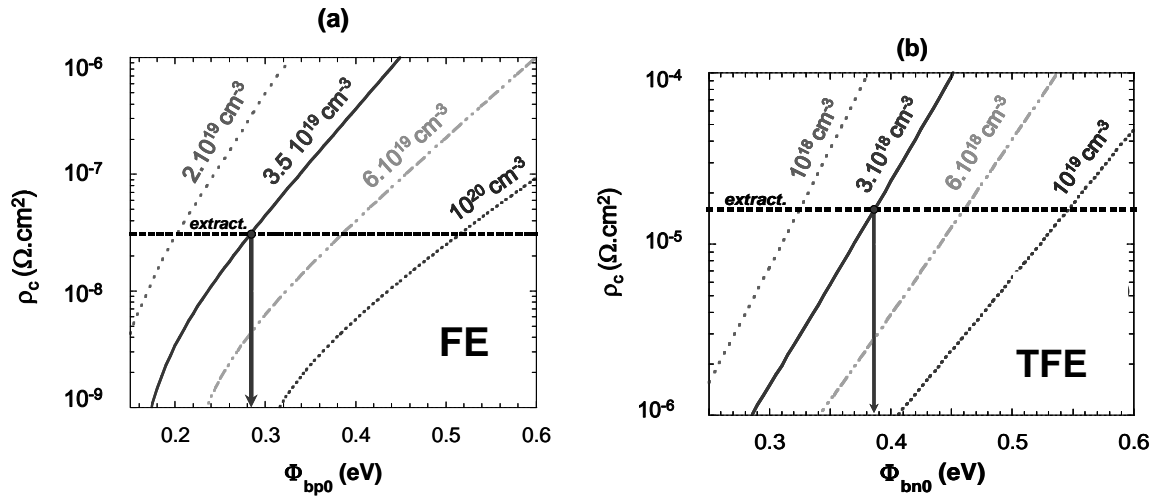 (a)
10⁻⁶
10⁻⁷
10⁻⁸
10⁻⁹
ρc (Ω.cm²)
2.10¹⁹ cm⁻³
3.5 10¹⁹ cm⁻³
6.10¹⁹ cm⁻³
10²⁰ cm⁻³
extract.
FE
0.2 0.3 0.4 0.5 0.6
Φbp0 (eV)
(b)
10⁻⁴
10⁻⁵
10⁻⁶
ρc (Ω.cm²)
10¹⁸ cm⁻³
3.10¹⁸ cm⁻³
6.10¹⁸ cm⁻³
10¹⁹ cm⁻³
extract.
TFE
0.3 0.4 0.5 0.6
Φbn0 (eV)